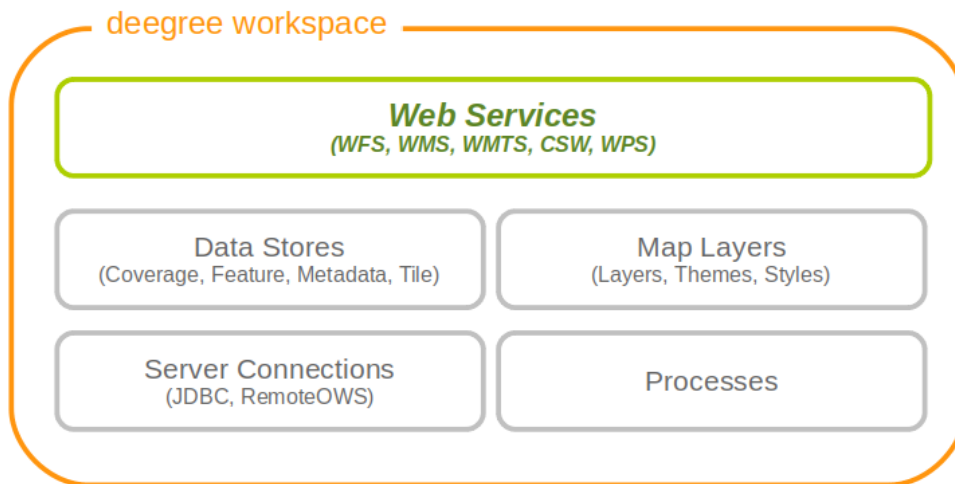 deegree workspace
Web Services
(WFS, WMS, WMTS, CSW, WPS)
Data Stores
(Coverage, Feature, Metadata, Tile)
Map Layers
(Layers, Themes, Styles)
Server Connections
(JDBC, RemoteOWS)
Processes